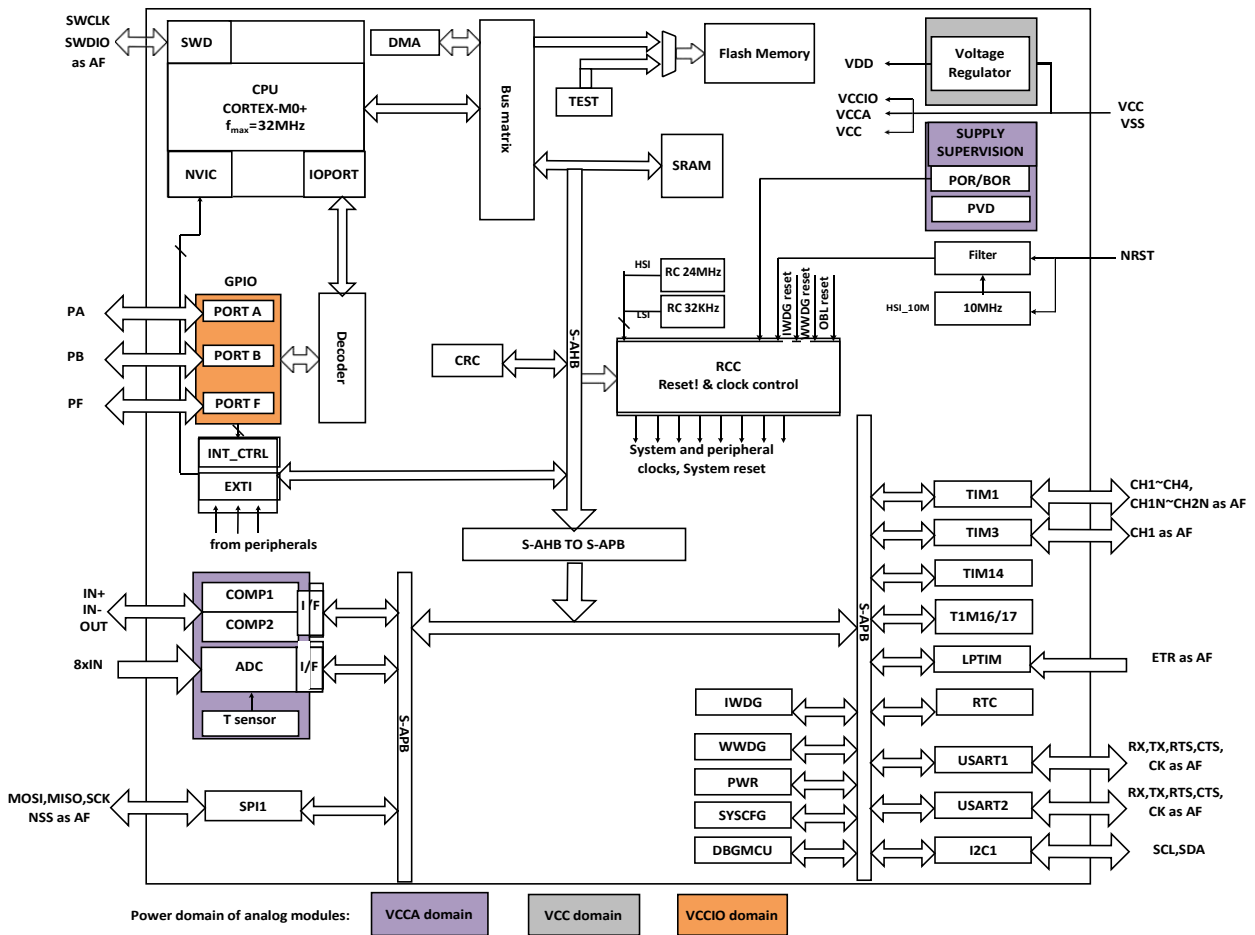 SWCLK
SWDIO
as AF
SWD
CPU
CORTEX-M0+
fmax=32MHz
NVIC
IOPORT
DMA
Bus matrix
TEST
Flash Memory
SRAM
Voltage
Regulator
VDD
VCCIO
VCCA
VCC
VCC
VSS
SUPPLY
SUPERVISION
POR/BOR
PVD
Filter
NRST
HSI_10M
10MHz
HSI
RC 24MHz
LSI
RC 32KHz
IWDG reset
WWDG reset
OBL reset
RCC
Reset! & clock control
System and peripheral
clocks, System reset
GPIO
PA
PORT A
PB
PORT B
PF
PORT F
Decoder
CRC
S-AHB
INT_CTRL
EXTI
from peripherals
S-AHB TO S-APB
IN+
IN-
OUT
COMP1
COMP2
I/F
8xIN
ADC
I/F
T sensor
S-APB
MOSI,MISO,SCK
NSS as AF
SPI1
S-APB
TIM1
CH1~CH4,
CH1N~CH2N as AF
TIM3
CH1 as AF
TIM14
T1M16/17
LPTIM
ETR as AF
IWDG
RTC
WWDG
USART1
RX,TX,RTS,CTS,
CK as AF
PWR
USART2
RX,TX,RTS,CTS,
CK as AF
SYSCFG
DBGMCU
I2C1
SCL,SDA
Power domain of analog modules:
VCCA domain
VCC domain
VCCIO domain